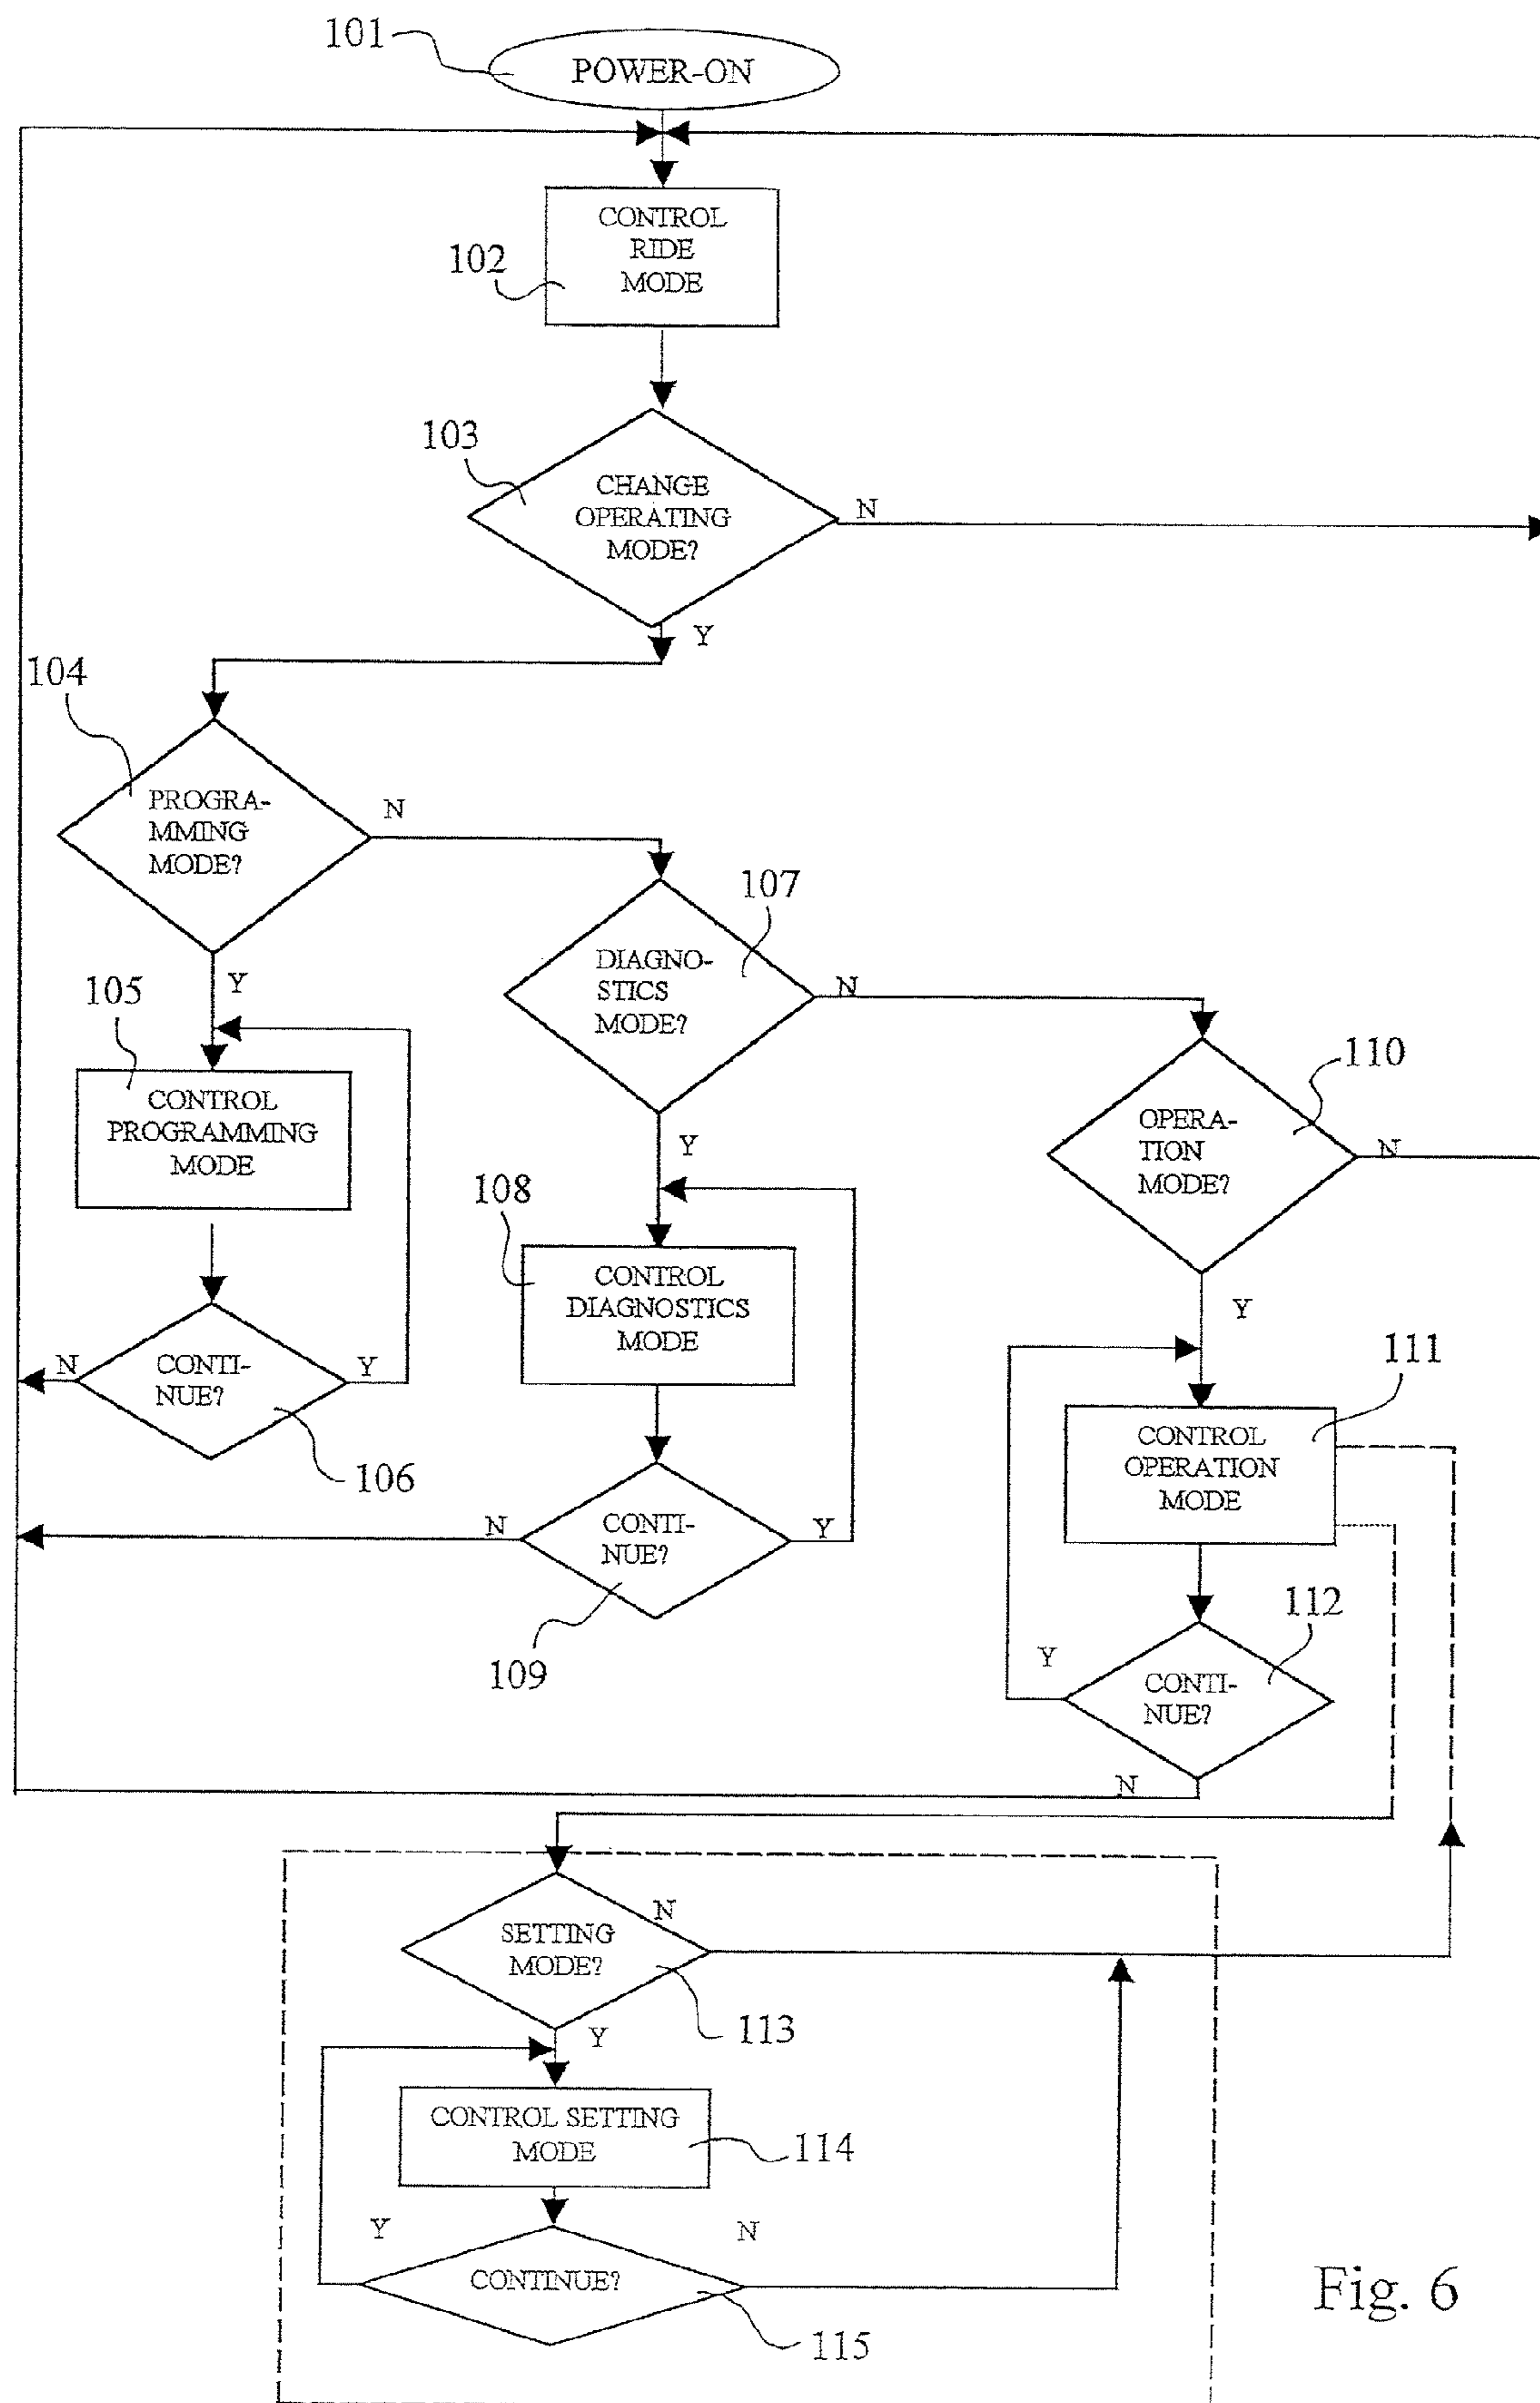 101
POWER-ON
CONTROL
RIDE
MODE
102
103
CHANGE
OPERATING
MODE?
N
Y
104
PROGRA-
MMING
MODE?
N
Y
107
DIAGNO-
STICS
MODE?
N
Y
105
CONTROL
PROGRAMMING
MODE
110
OPERA-
TION
MODE?
N
Y
108
CONTROL
DIAGNOSTICS
MODE
N
CONTI-
NUE?
Y
106
111
CONTROL
OPERATION
MODE
N
CONTI-
NUE?
Y
109
112
Y
CONTI-
NUE?
N
SETTING
MODE?
N
113
Y
CONTROL SETTING
MODE
114
Y
N
CONTINUE?
115
Fig. 6